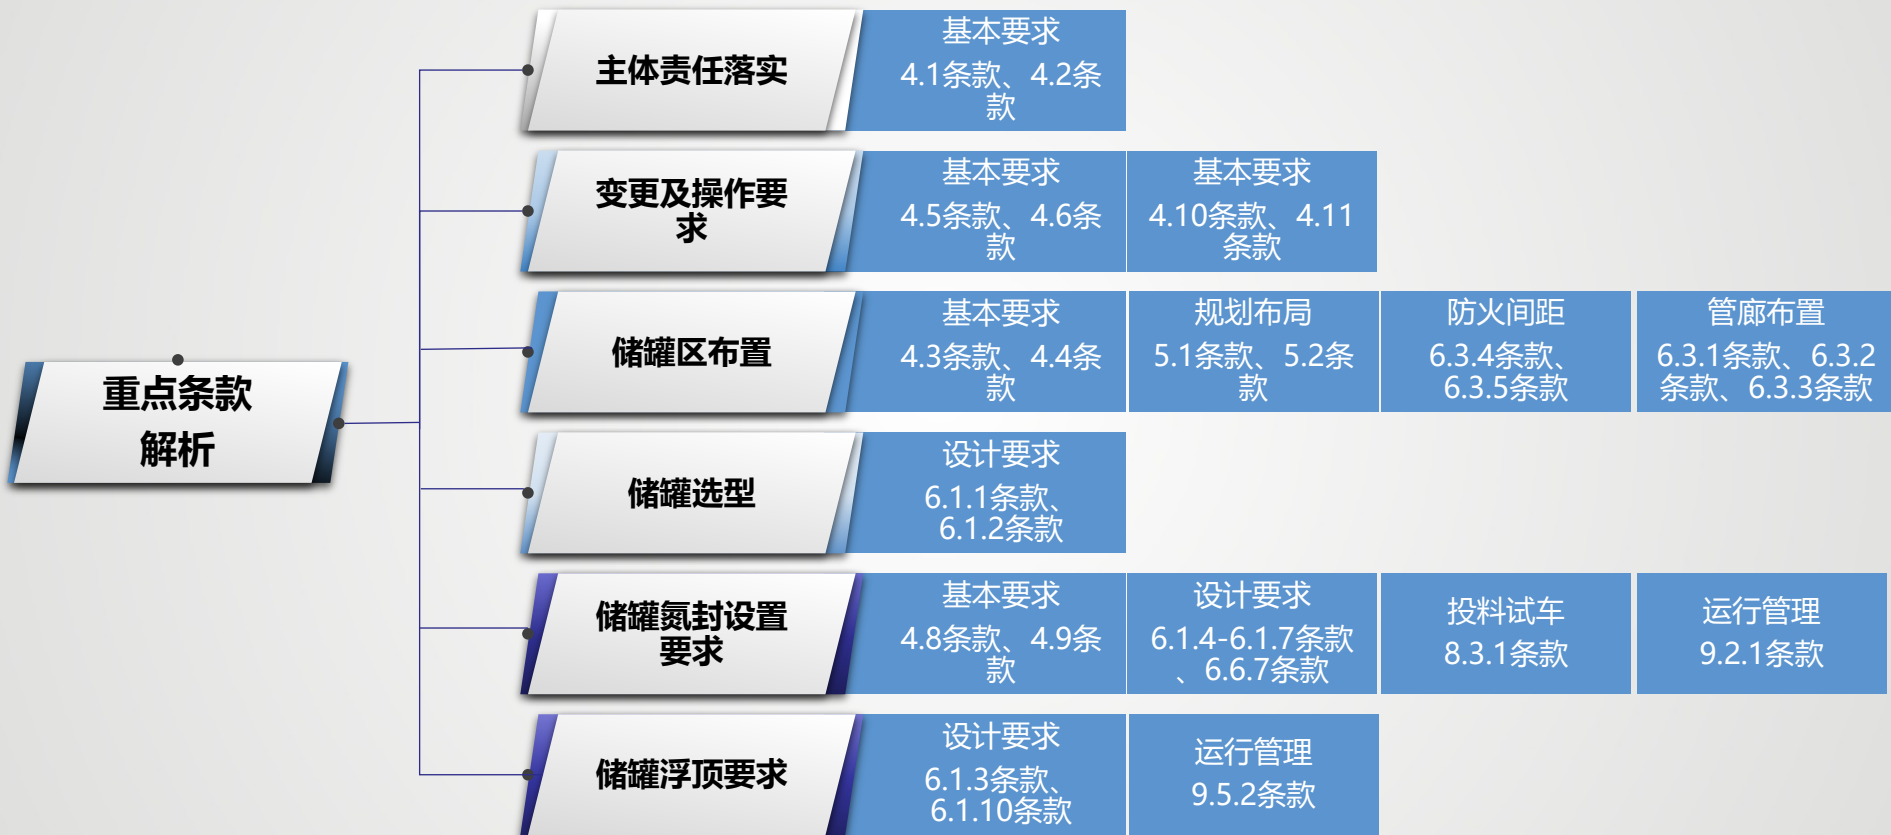 重点条款
解析
主体责任落实
基本要求
4.1条款、4.2条
款
变更及操作要
求
基本要求
4.5条款、4.6条
款
基本要求
4.10条款、4.11
条款
储罐区布置
基本要求
4.3条款、4.4条
款
规划布局
5.1条款、5.2条
款
防火间距
6.3.4条款、
6.3.5条款
管廊布置
6.3.1条款、6.3.2
条款、6.3.3条款
储罐选型
设计要求
6.1.1条款、
6.1.2条款
储罐氮封设置
要求
基本要求
4.8条款、4.9条
款
设计要求
6.1.4-6.1.7条款
、6.6.7条款
投料试车
8.3.1条款
运行管理
9.2.1条款
储罐浮顶要求
设计要求
6.1.3条款、
6.1.10条款
运行管理
9.5.2条款